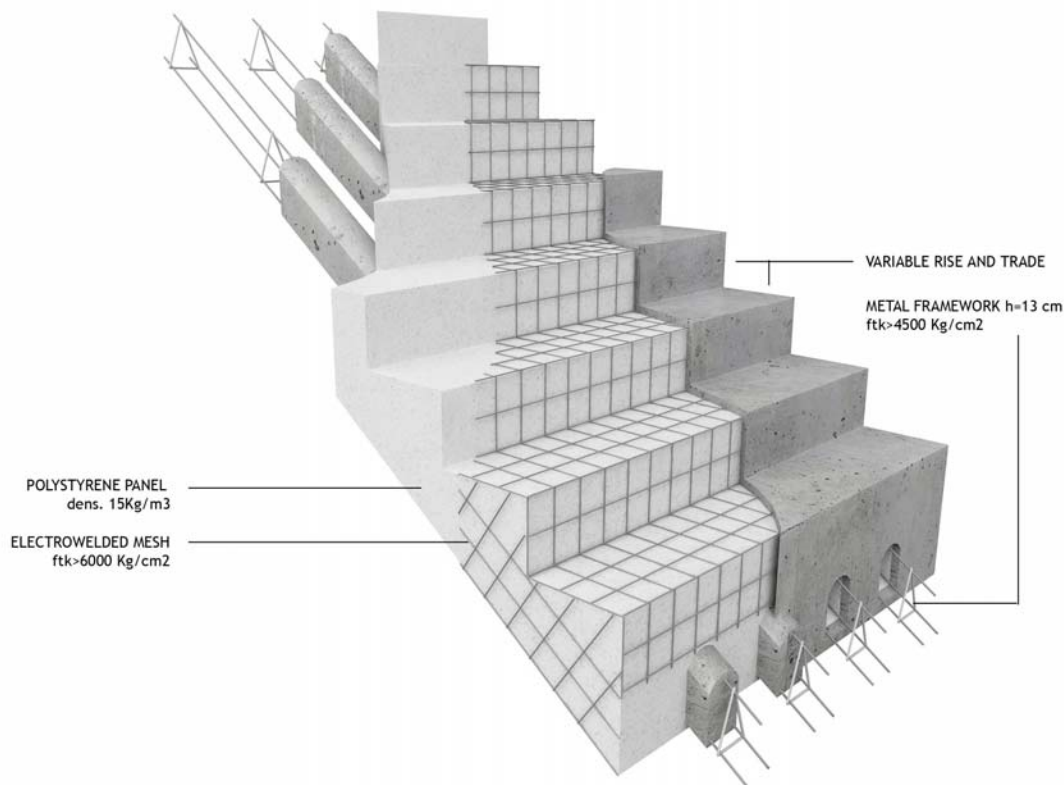 VARIABLE RISE AND TRADE
METAL FRAMEWORK h=13 cm
ftk>4500 Kg/cm2
POLYSTYRENE PANEL
dens. 15Kg/m3
ELECTROWELDED MESH
ftk>6000 Kg/cm2